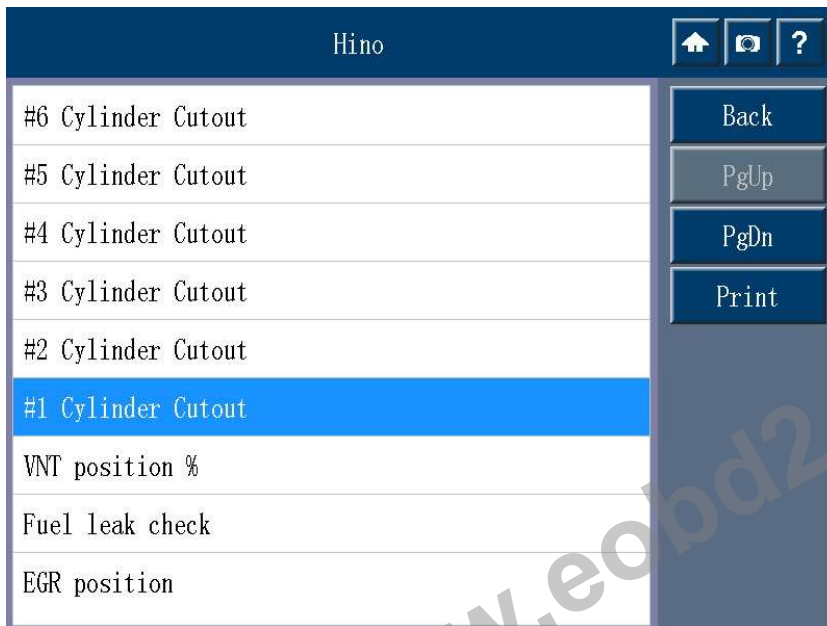 Hino
?
Back
PgUp
PgDn
Print
#6 Cylinder Cutout
#5 Cylinder Cutout
#4 Cylinder Cutout
#3 Cylinder Cutout
#2 Cylinder Cutout
#1 Cylinder Cutout
VNT position %
Fuel leak check
EGR position
w.eobd2